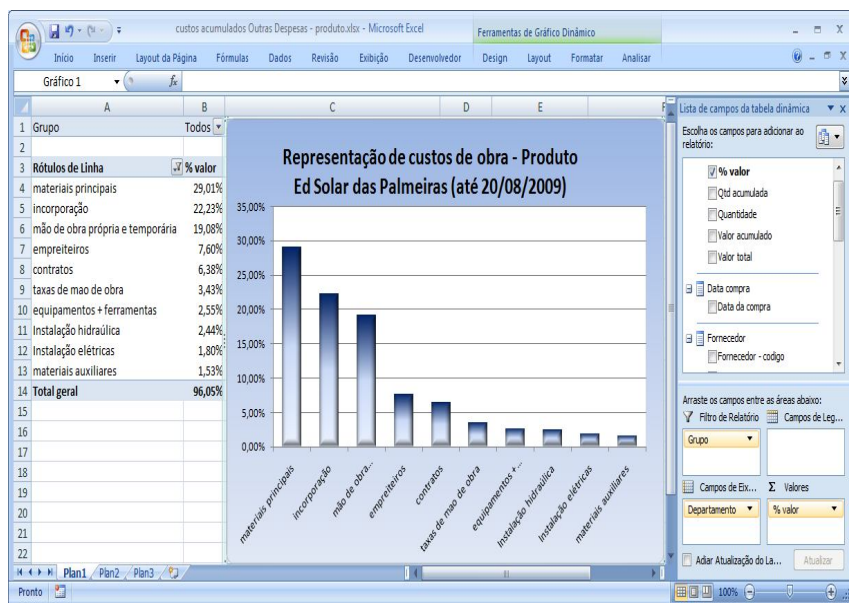 custos acumulados Outras Despesas - produto.xlsx - Microsoft Excel
Ferramentas de Gráfico Dinâmico
Início Inserir Layout da Página Fórmulas Dados Revisão Exibição Desenvolvedor Design Layout Formatar Analisar
Gráfico 1 fx
A B C D E F
1 Grupo Todos
2
3 Rótulos de Linha % valor
4 materiais principais 29,01%
5 incorporação 22,23%
6 mão de obra própria e temporária 19,08%
7 empreiteiros 7,60%
8 contratos 6,38%
9 taxas de mao de obra 3,43%
10 equipamentos + ferramentas 2,55%
11 Instalação hidraúlica 2,44%
12 Instalação elétricas 1,80%
13 materiais auxiliares 1,53%
14 Total geral 96,05%
15
16
17
18
19
20
21
22
Representação de custos de obra - Produto
Ed Solar das Palmeiras (até 20/08/2009)
35,00%
30,00%
25,00%
20,00%
15,00%
10,00%
5,00%
0,00%
materiais principais
incorporação
mão de obra...
empreiteiros
contratos
taxas de mao de obra
equipamentos +...
Instalação hidraúlica
Instalação elétricas
materiais auxiliares
Lista de campos da tabela dinâmica
Escolha os campos para adicionar ao
relatório:
% valor
Qtd acumulada
Quantidade
Valor acumulado
Valor total
Data compra
Data da compra
Fornecedor
Fornecedor - codigo
Arraste os campos entre as áreas abaixo:
Filtro de Relatório Campos de Leg...
Grupo
Campos de Eix... Σ Valores
Departamento % valor
Adiar Atualização do La... Atualizar
Plan1 Plan2 Plan3
Pronto 100%